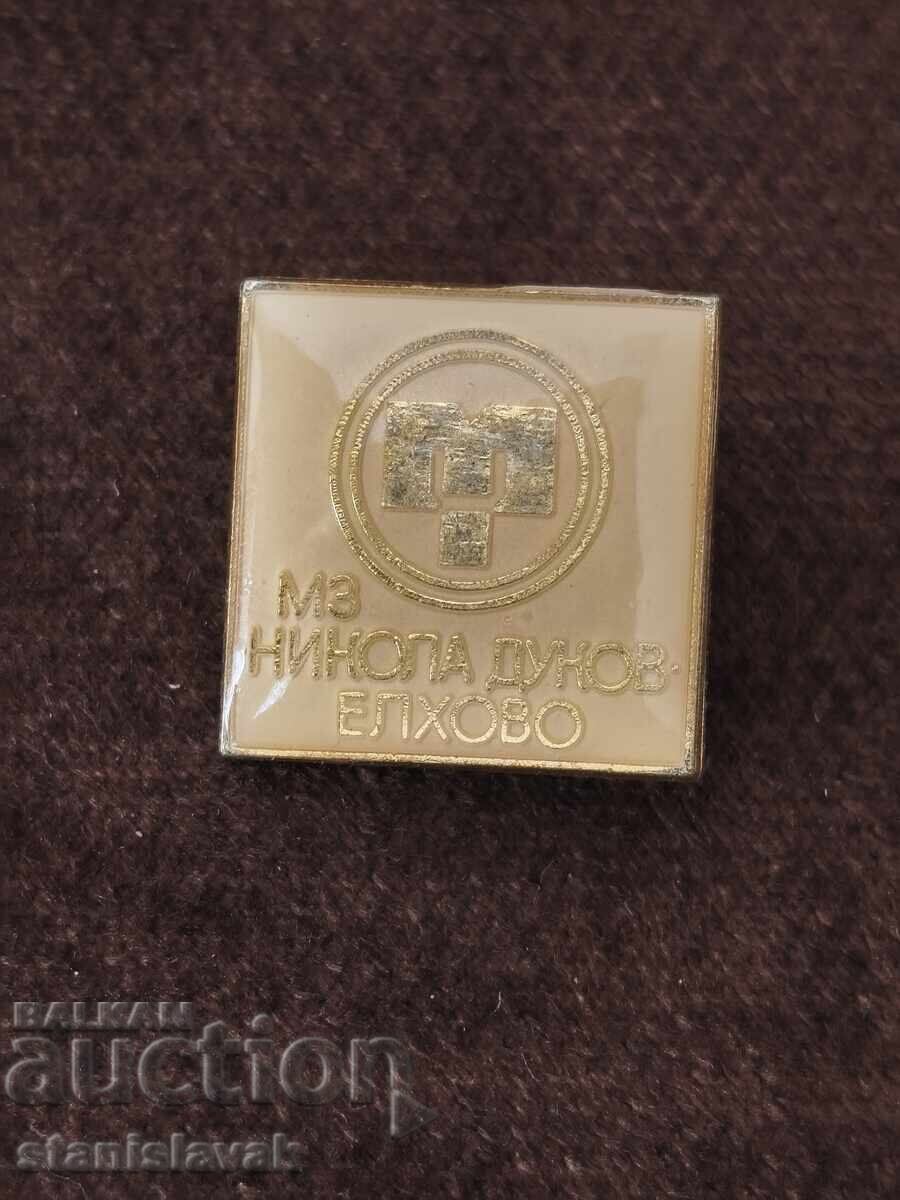 МЗ
НИКОЛА ДУКОВ-
ЕЛХОВО
BALKAN
auction
stanislavak